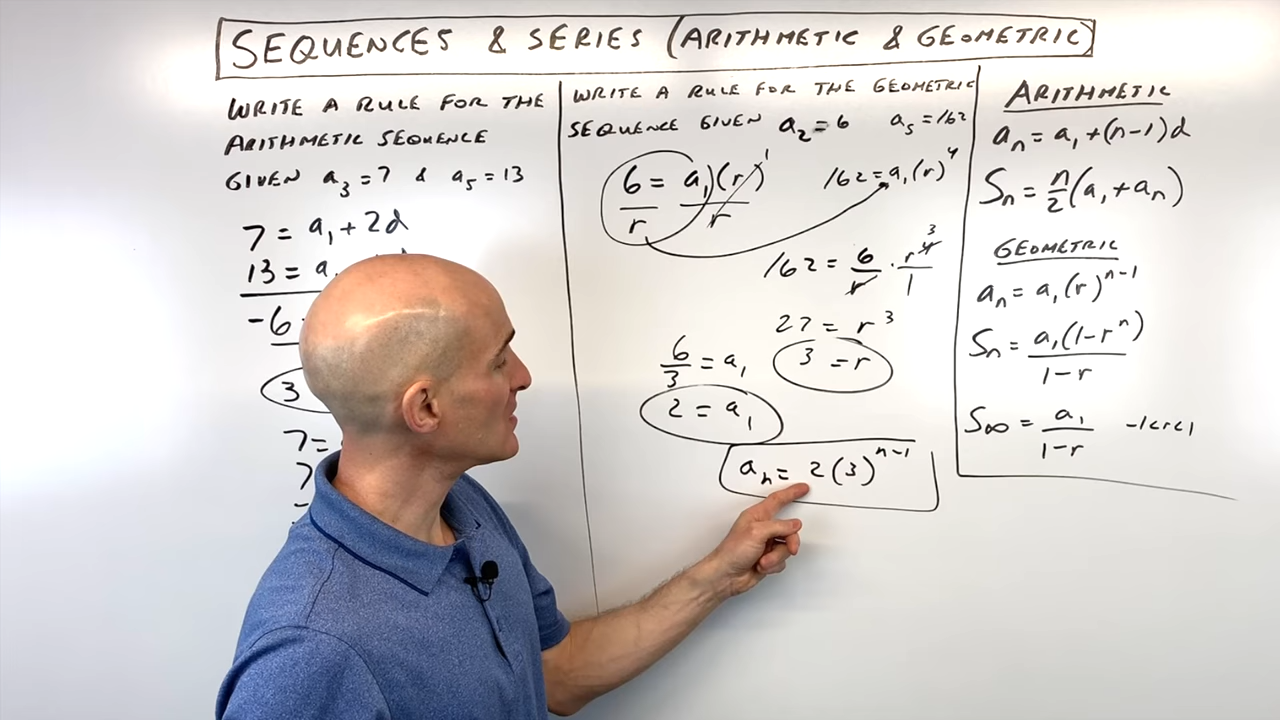 SEQUENCES & SERIES (ARITHMETIC & GEOMETRIC)
WRITE A RULE FOR THE
ARITHMETIC SEQUENCE
GIVEN a₃=7 & a₅=13
7 = a₁+2d
13 = a
-6
3
7=
7
WRITE A RULE FOR THE GEOMETRIC
SEQUENCE GIVEN a₂=6 a₅=162
6/r = a₁(r)¹/r
162=a₁(r)⁴
162 = 6/r · r⁴/1 3
27 = r³
3 = r
6/3 = a₁
2 = a₁
aₙ = 2(3)ⁿ⁻¹
ARITHMETIC
aₙ = a₁+(n-1)d
Sₙ = n/2(a₁+aₙ)
GEOMETRIC
aₙ = a₁(r)ⁿ⁻¹
Sₙ = a₁(1-rⁿ)/1-r
S∞ = a₁/1-r -1<r<1